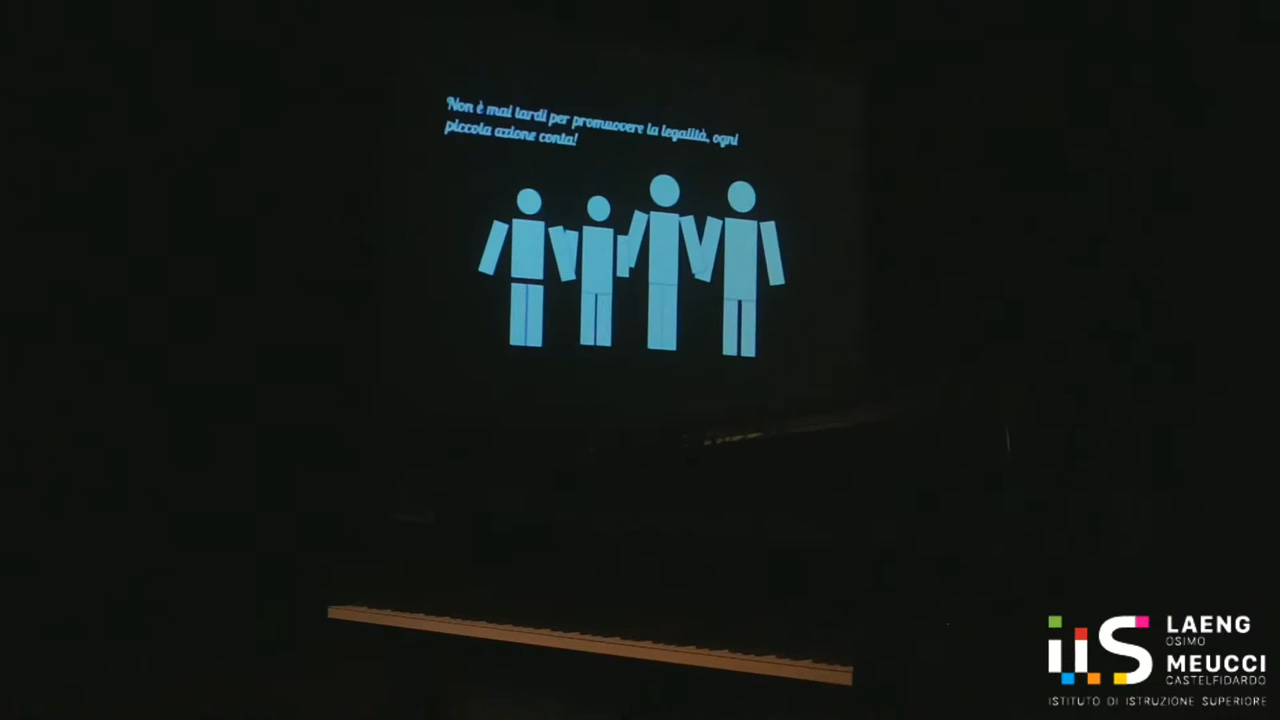 Non è mai tardi per promuovere la legalità, ogni
piccola azione conta!
iis
LAENG
OSIMO
MEUCCI
CASTELFIDARDO
ISTITUTO DI ISTRUZIONE SUPERIORE